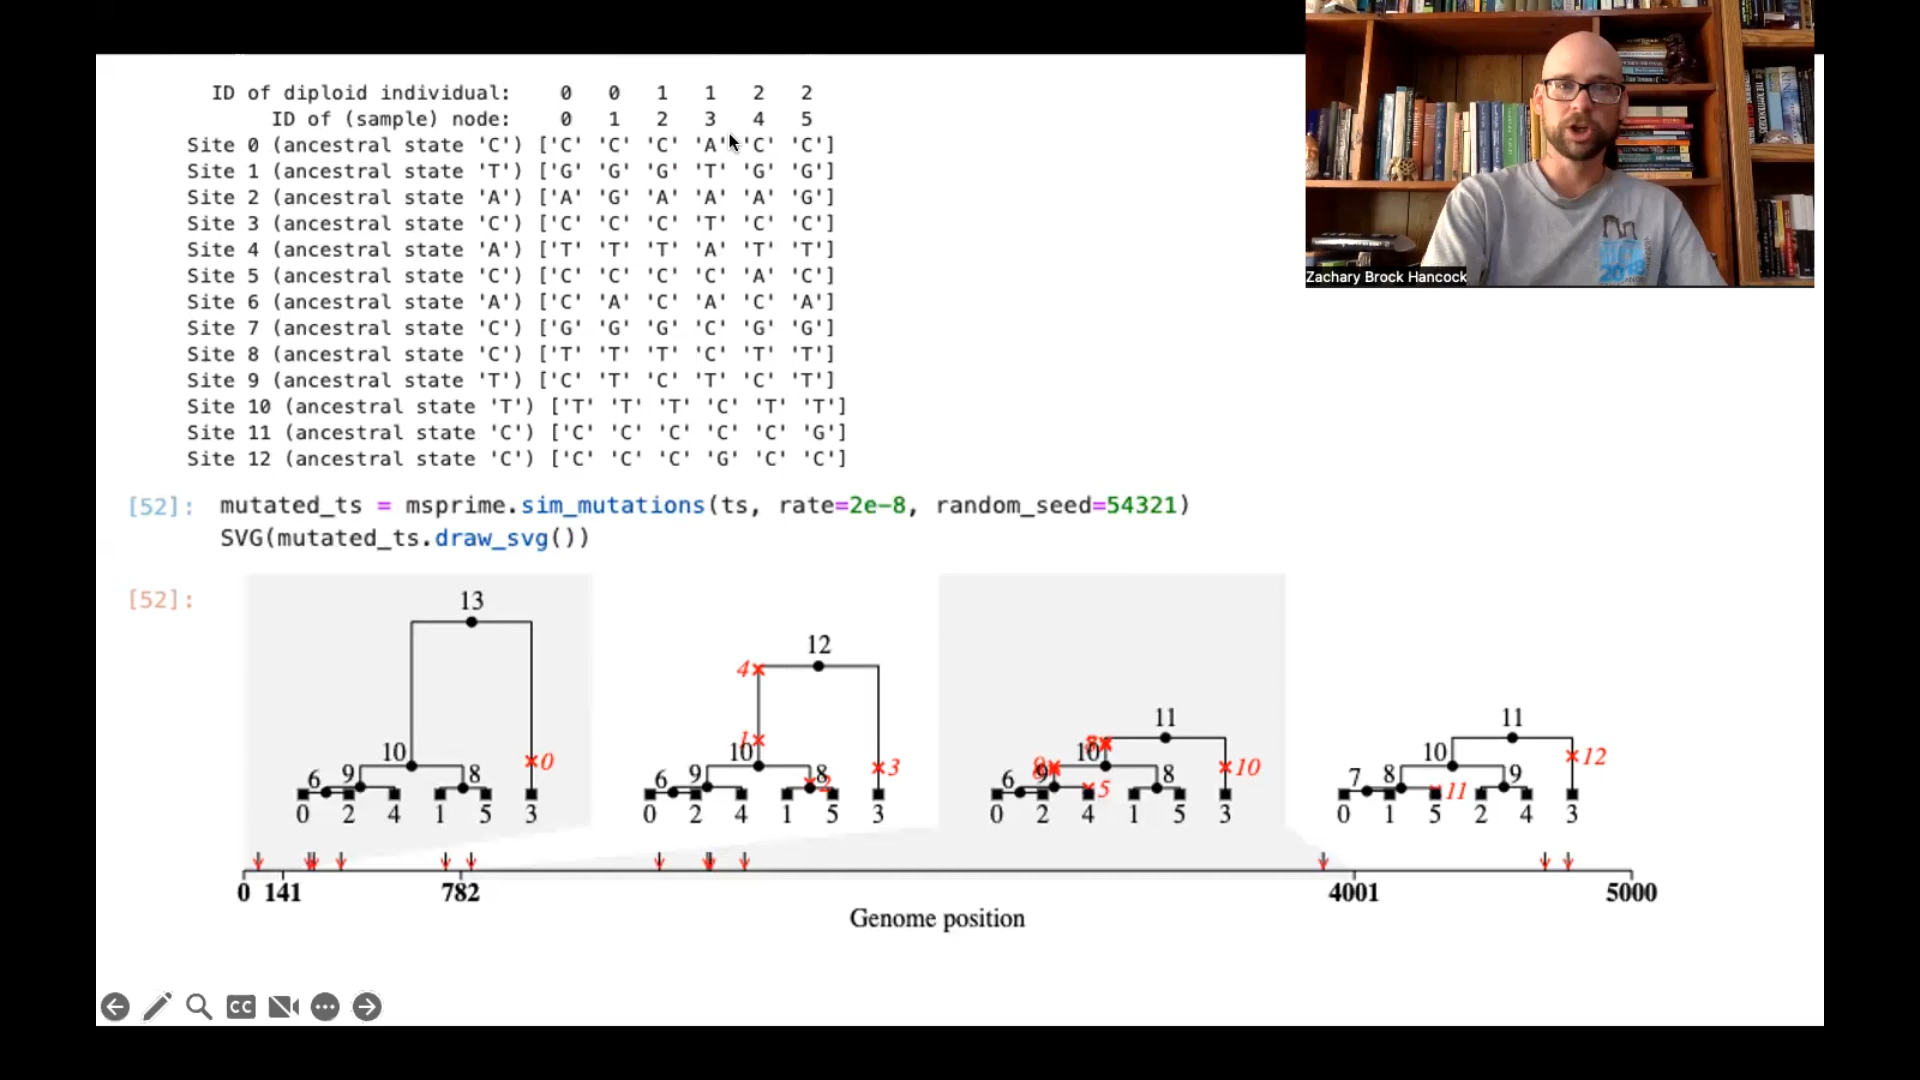 ID of diploid individual: 0 0 1 1 2 2
ID of (sample) node: 0 1 2 3 4 5
Site 0 (ancestral state 'C') ['C' 'C' 'C' 'A' 'C' 'C']
Site 1 (ancestral state 'T') ['G' 'G' 'G' 'T' 'G' 'G']
Site 2 (ancestral state 'A') ['A' 'G' 'A' 'A' 'A' 'G']
Site 3 (ancestral state 'C') ['C' 'C' 'C' 'T' 'C' 'C']
Site 4 (ancestral state 'A') ['T' 'T' 'T' 'A' 'T' 'T']
Site 5 (ancestral state 'C') ['C' 'C' 'C' 'C' 'A' 'C']
Site 6 (ancestral state 'A') ['C' 'A' 'C' 'A' 'C' 'A']
Site 7 (ancestral state 'C') ['G' 'G' 'G' 'C' 'G' 'G']
Site 8 (ancestral state 'C') ['T' 'T' 'T' 'C' 'T' 'T']
Site 9 (ancestral state 'T') ['C' 'T' 'C' 'T' 'C' 'T']
Site 10 (ancestral state 'T') ['T' 'T' 'T' 'C' 'T' 'T']
Site 11 (ancestral state 'C') ['C' 'C' 'C' 'C' 'C' 'G']
Site 12 (ancestral state 'C') ['C' 'C' 'C' 'G' 'C' 'C']
Zachary Brock Hancock
2018
[52]: mutated_ts = msprime.sim_mutations(ts, rate=2e-8, random_seed=54321)
SVG(mutated_ts.draw_svg())
[52]:
13
12
4
11 11
10 1 10 10 10
0 3 10 12
6 9 8 6 9 8 2 6 9 8 5 7 8 9 11
0 2 4 1 5 3 0 2 4 1 5 3 0 2 4 1 5 3 0 1 5 2 4 3
0 141 782 4001 5000
Genome position
CC